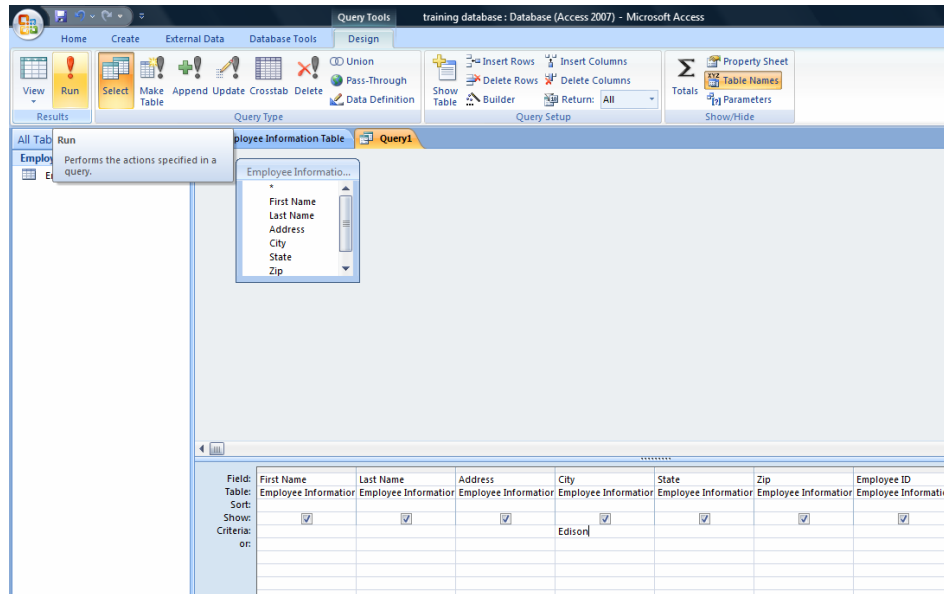 Query Tools
training database : Database (Access 2007) - Microsoft Access
Home Create External Data Database Tools Design
View
Run
Select
Make Table
Append
Update
Crosstab
Delete
Union
Pass-Through
Data Definition
Show Table
Insert Rows
Delete Rows
Builder
Insert Columns
Delete Columns
Return: All
Totals
Property Sheet
Table Names
Parameters
Results
Query Type
Query Setup
Show/Hide
All Tab
ployee Information Table
Query1
Run
Performs the actions specified in a
query.
Employ
E
Employee Informatio...
*
First Name
Last Name
Address
City
State
Zip
Field: First Name Last Name Address City State Zip Employee ID
Table: Employee Information Employee Information Employee Information Employee Information Employee Information Employee Information Employee Informati
Sort:
Show:
Criteria: Edison
or: